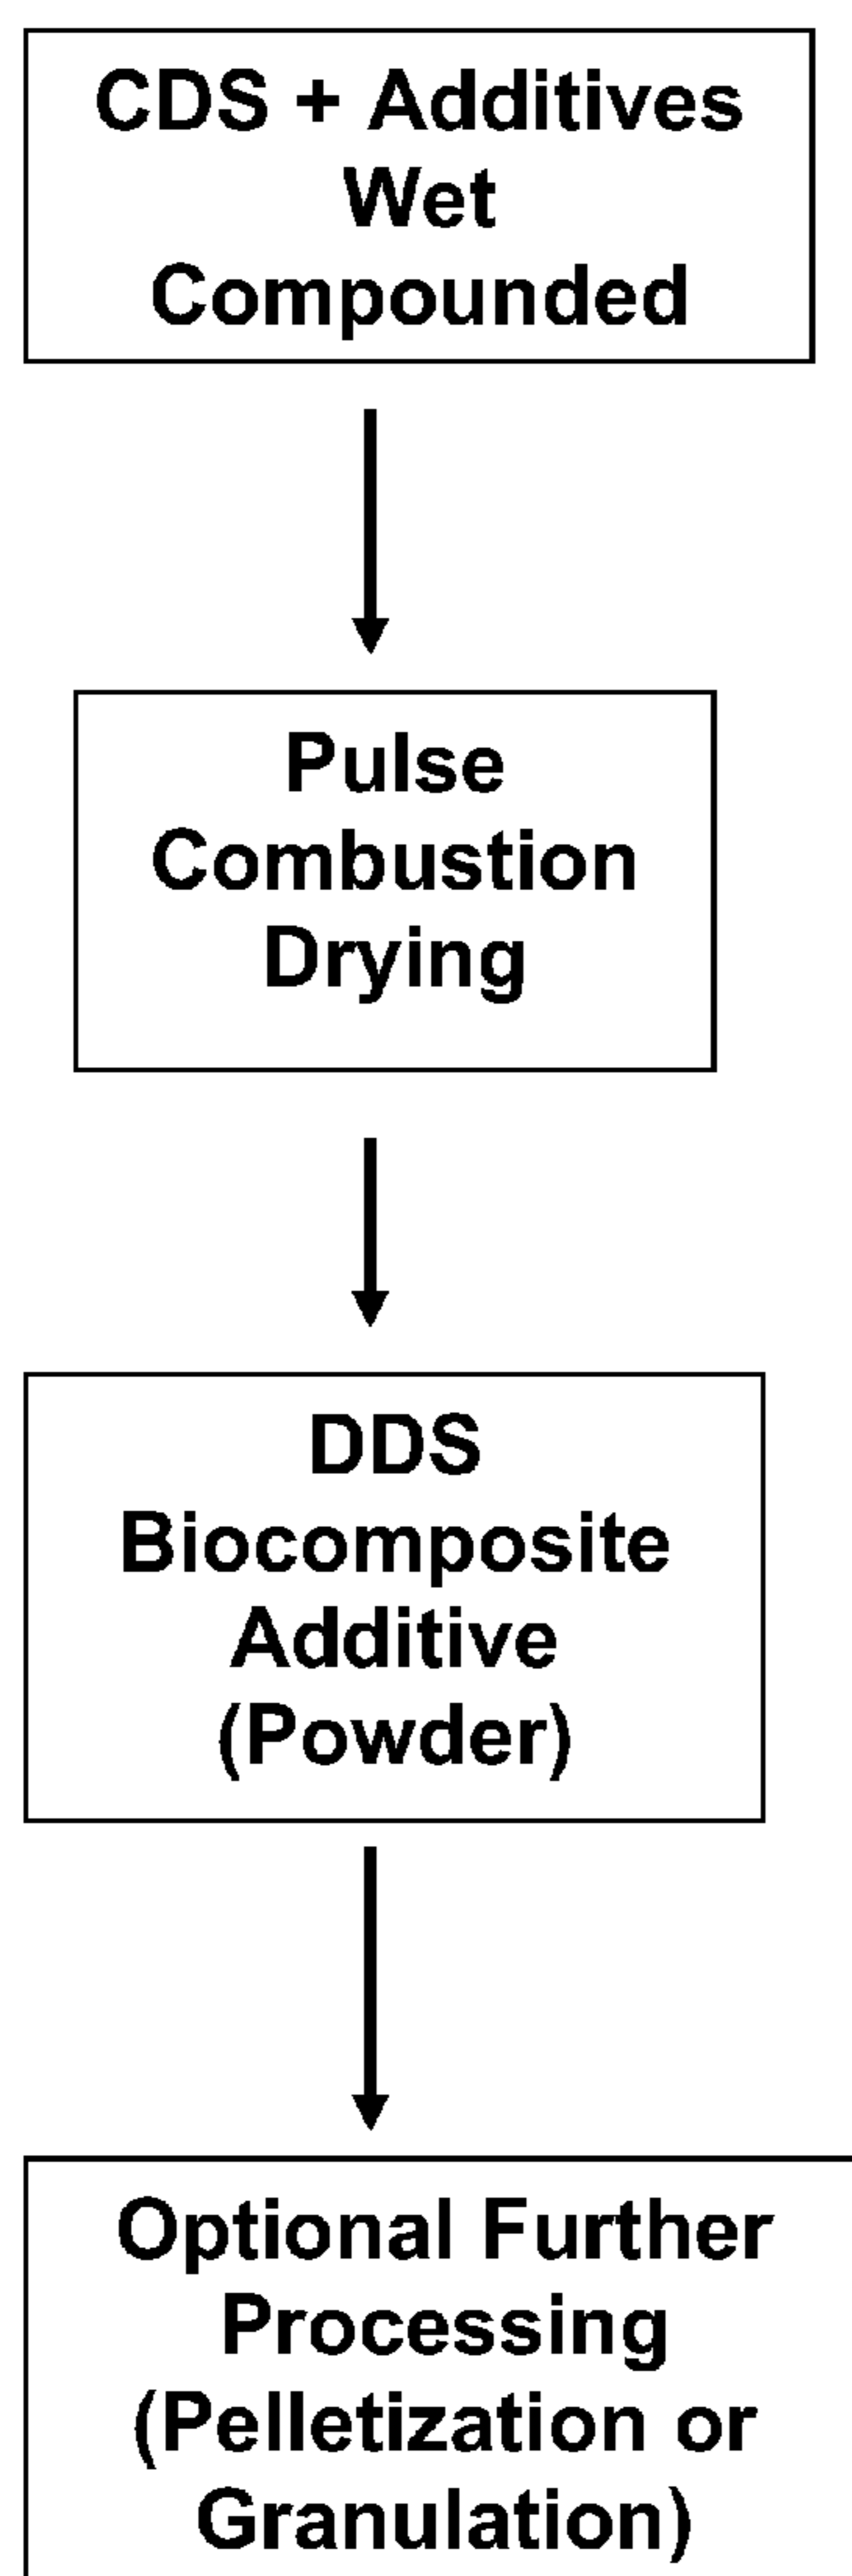 CDS + Additives
Wet
Compounded
Pulse
Combustion
Drying
DDS
Biocomposite
Additive
(Powder)
Optional Further
Processing
(Pelletization or
Granulation)